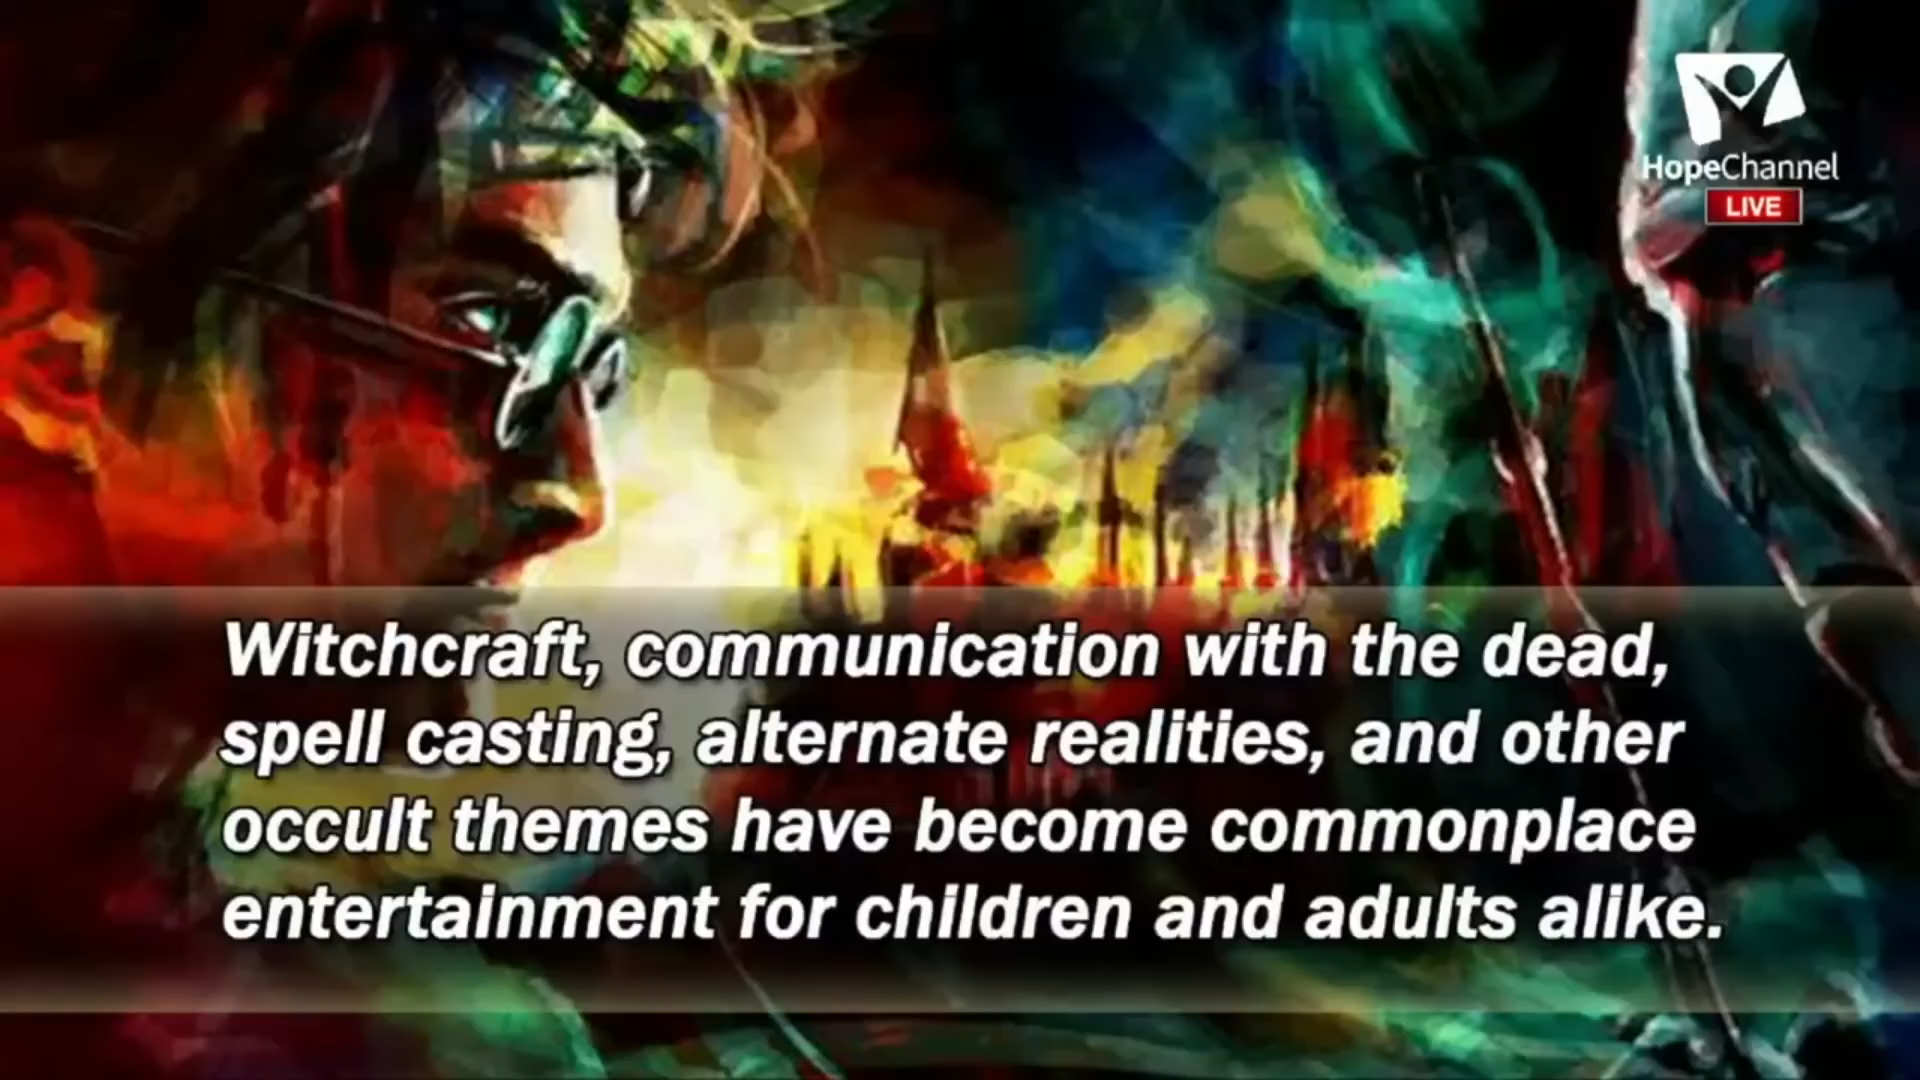 HopeChannel
LIVE
Witchcraft, communication with the dead,
spell casting, alternate realities, and other
occult themes have become commonplace
entertainment for children and adults alike.